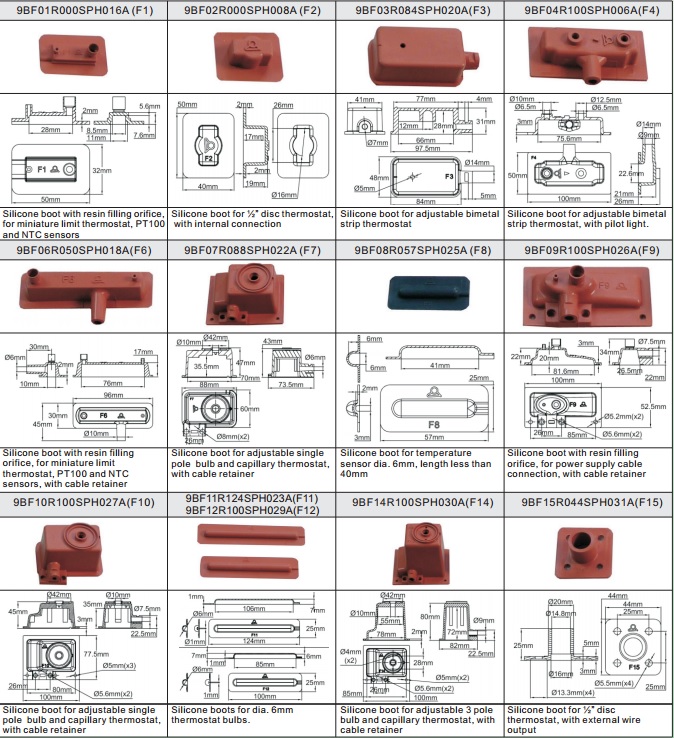 9BF01R000SPH016A (F1)
9BF02R000SPH008A (F2)
9BF03R084SPH020A(F3)
9BF04R100SPH006A(F4)
5.6mm
2mm
28mm
8.5mm
11mm
7.6mm
F1
32mm
50mm
50mm
2mm
26mm
17mm
F2
2mm
40mm
19mm
Ø16mm
41mm
77mm
4mm
12mm
28mm
31mm
Ø7mm
66mm
97.5mm
Ø14mm
48mm
F3
Ø5mm
84mm
5mm
Ø10mm
Ø6.5m
Ø12.5mm
Ø6.5mm
3mm
75.6mm
Ø14mm
Ø9mm
F4
50mm
22.6mm
100mm
21mm
26mm
Silicone boot with resin filling orifice,
for miniature limit thermostat, PT100
and NTC sensors
Silicone boot for ½" disc thermostat,
with internal connection
Silicone boot for adjustable bimetal
strip thermostat
Silicone boot for adjustable bimetal
strip thermostat, with pilot light.
9BF06R050SPH018A(F6)
9BF07R088SPH022A (F7)
9BF08R057SPH025A (F8)
9BF09R100SPH026A(F9)
30mm
Ø6mm
2mm
17mm
10mm
76mm
96mm
30mm
45mm
F6
Ø10mm
Ø42mm
Ø10mm
43mm
35.5mm
47mm
Ø6mm
70mm
88mm
73.5mm
60mm
26mm
Ø8mm(x2)
6mm
41mm
2mm
25mm
F8
3mm
57mm
22mm
20mm
3mm
34mm
Ø7.5mm
81.6mm
26.5mm
100mm
22mm
F9
52.5mm
Ø5.2mm(x2)
26mm
85mm
Ø5.6mm(x2)
Silicone boot with resin filling
orifice, for miniature limit
thermostat, PT100 and NTC
sensors, with cable retainer
Silicone boot for adjustable single
pole bulb and capillary thermostat,
with cable retainer
Silicone boot for temperature
sensor dia. 6mm, length less than
40mm
Silicone boot with resin filling
orifice, for power supply cable
connection, with cable retainer
9BF10R100SPH027A(F10)
9BF11R124SPH023A(F11)
9BF12R100SPH029A(F12)
9BF14R100SPH030A(F14)
9BF15R044SPH031A(F15)
Ø42mm
Ø10mm
45mm
35mm
3mm
Ø7.5mm
22.5mm
77.5mm
Ø5mm(x3)
26mm
80mm
100mm
Ø5.6mm(x2)
1mm
106mm
7mm
Ø6mm
F11
25mm
Ø1mm
124mm
7mm
1mm
85mm
Ø6mm
25mm
100mm
Ø42mm
Ø10mm
55mm
78mm
2mm
80mm
72mm
Ø9mm
82mm
22.5mm
Ø4mm
(x2)
28mm
Ø5mm(x2)
26mm
Ø5.6mm(x2)
85mm
100mm
Ø20mm
Ø14.8mm
44mm
44mm
25mm
5mm
3mm
Ø16mm
Ø13.3mm(x4)
F15
Ø5.5mm(x4)
25mm
Silicone boot for adjustable single
pole bulb and capillary thermostat,
with cable retainer
Silicone boots for dia. 6mm
thermostat bulbs.
Silicone boot for adjustable 3 pole
bulb and capillary thermostat, with
cable retainer
Silicone boot for ½" disc
thermostat, with external wire
output